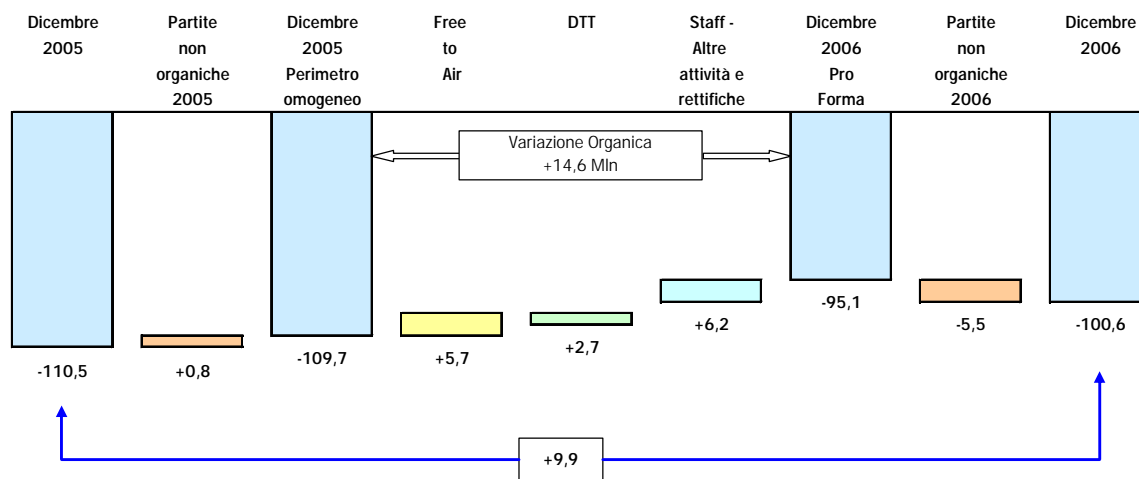 Dicembre
2005
Partite
non
organiche
2005
Dicembre
2005
Perimetro
omogeneo
Free
to
Air
DTT
Staff -
Altre
attività e
rettifiche
Dicembre
2006
Pro
Forma
Partite
non
organiche
2006
Dicembre
2006
Variazione Organica
+14,6 Mln
-110,5
+0,8
-109,7
+5,7
+2,7
+6,2
-95,1
-5,5
-100,6
+9,9